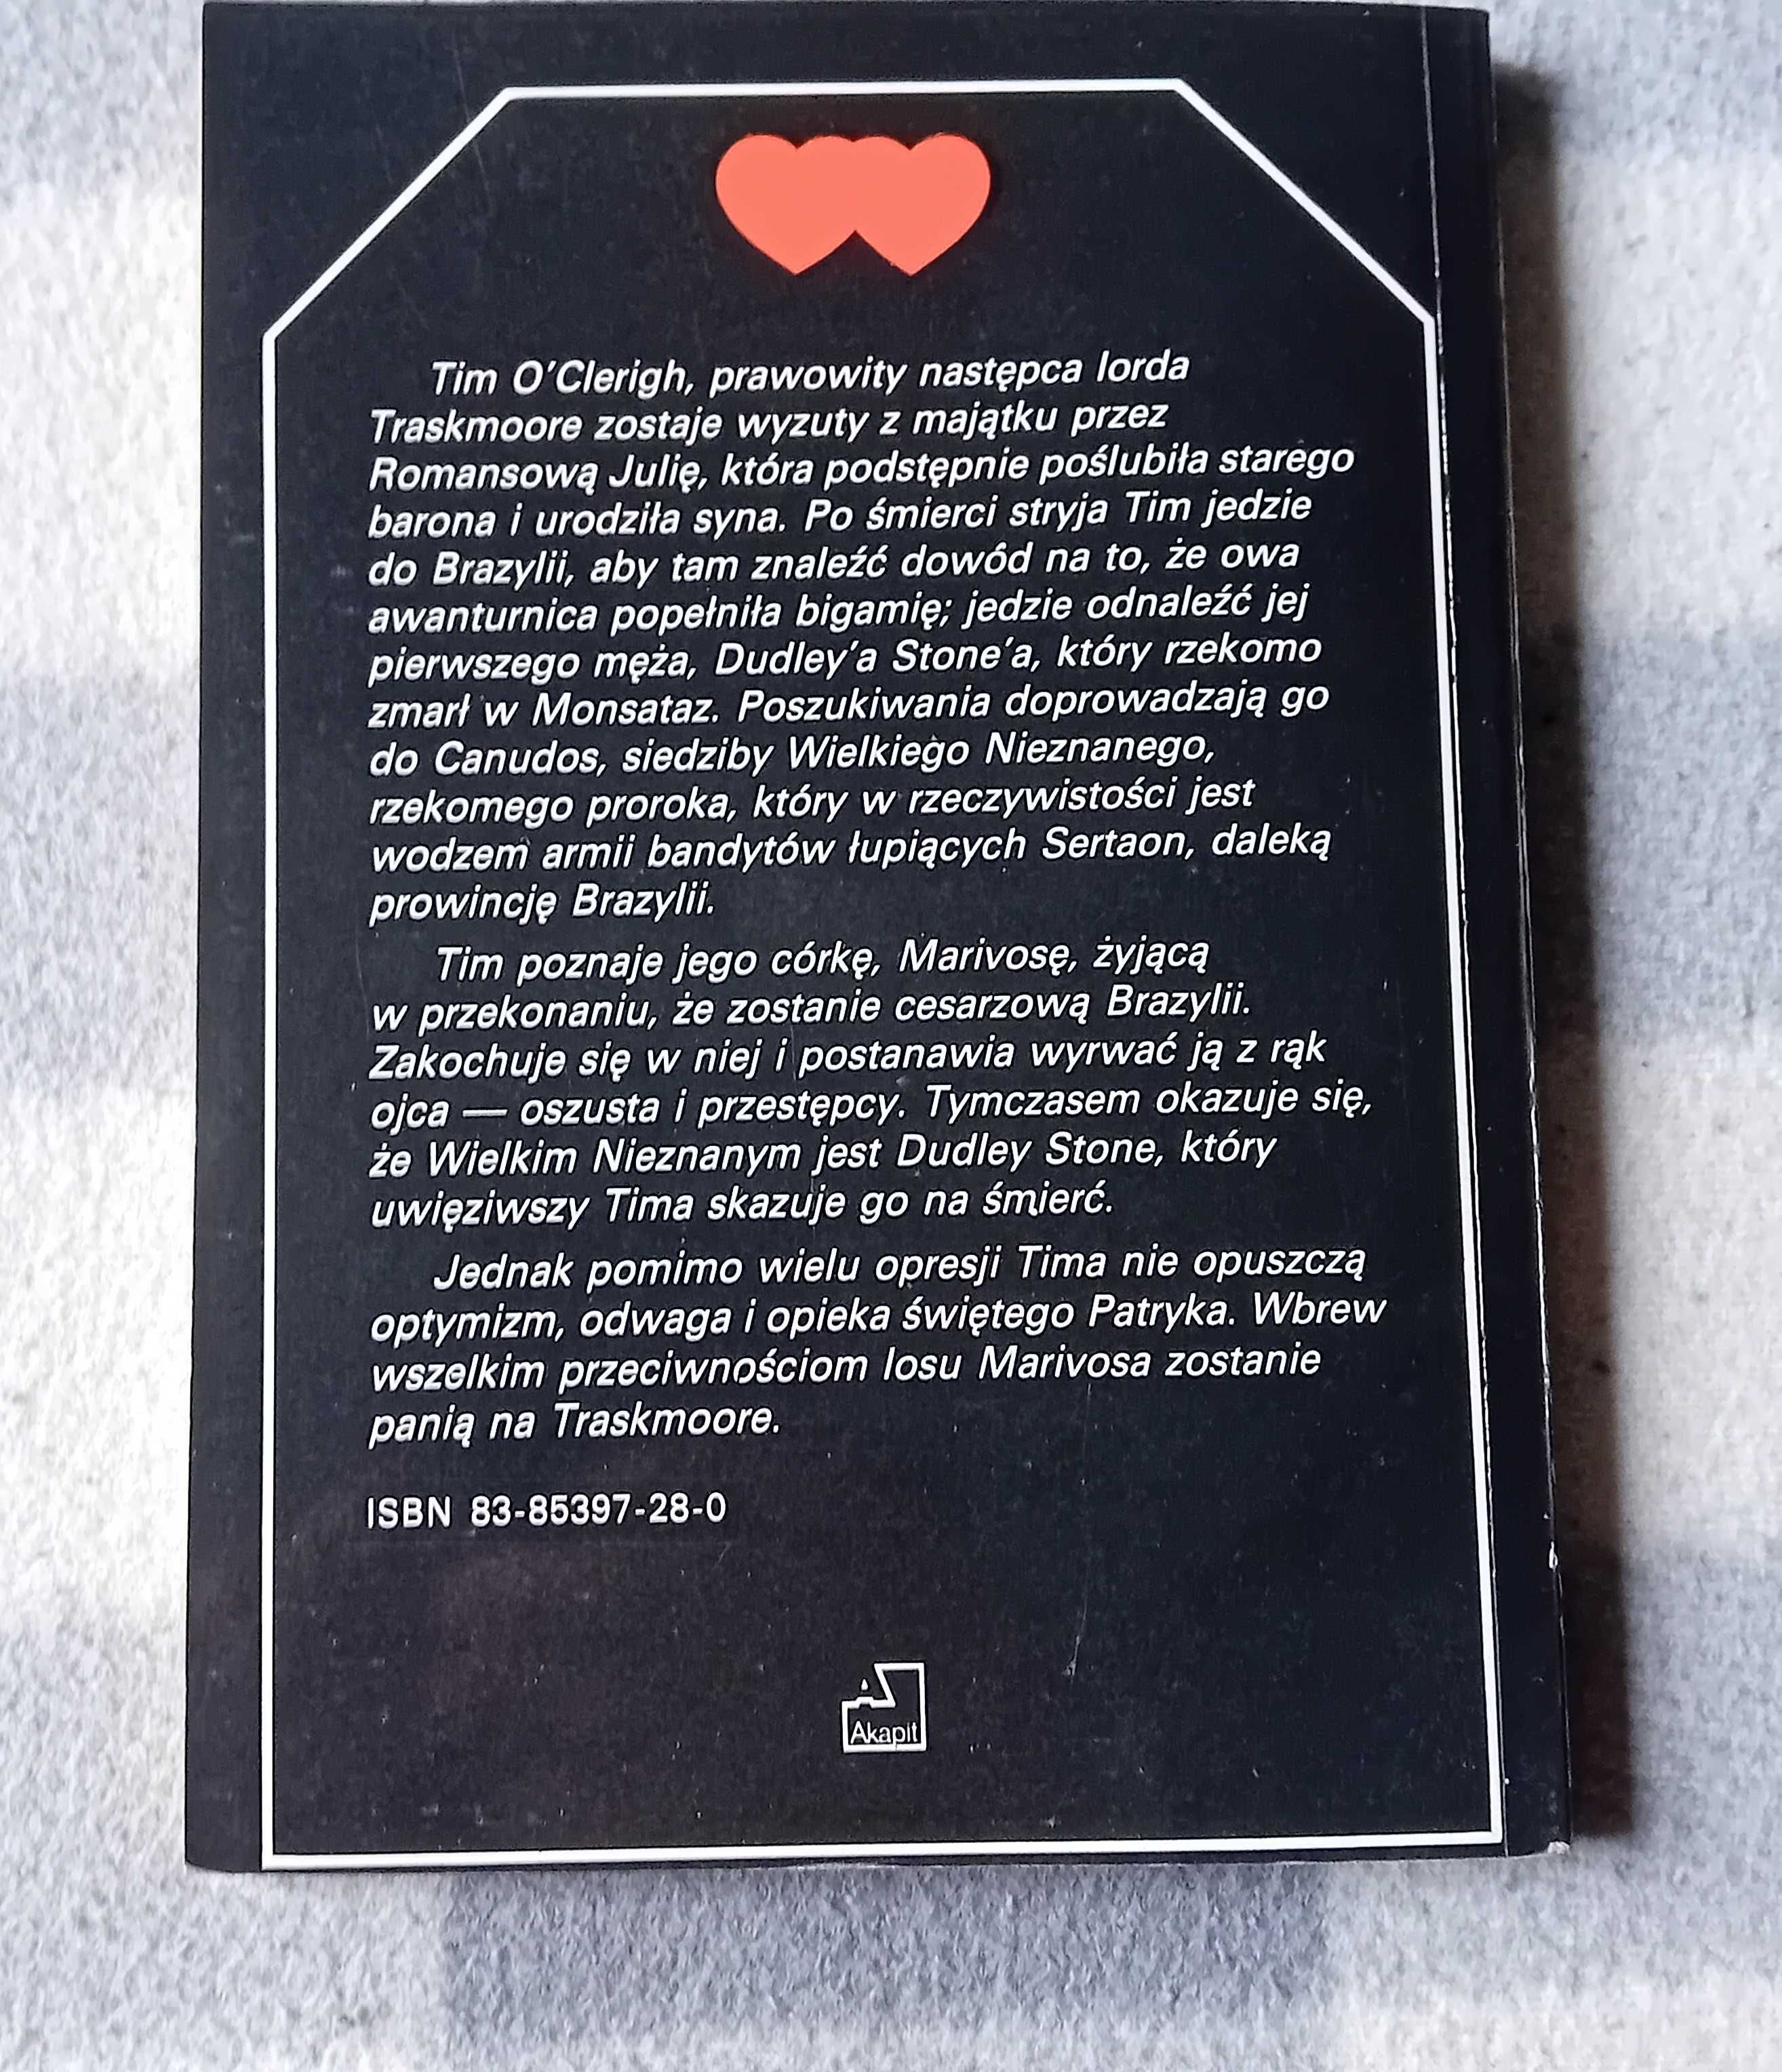 Tim O'Clerigh, prawowity następca lorda
Traskmoore zostaje wyzuty z majątku przez
Romansową Julię, która podstępnie poślubiła starego
barona i urodziła syna. Po śmierci stryja Tim jedzie
do Brazylii, aby tam znaleźć dowód na to, że owa
awanturnica popełniła bigamię; jedzie odnaleźć jej
pierwszego męża, Dudley'a Stone'a, który rzekomo
zmarł w Monsataz. Poszukiwania doprowadzają go
do Canudos, siedziby Wielkiego Nieznanego,
rzekomego proroka, który w rzeczywistości jest
wodzem armii bandytów łupiących Sertaon, daleką
prowincję Brazylii.
Tim poznaje jego córkę, Marivosę, żyjącą
w przekonaniu, że zostanie cesarzową Brazylii.
Zakochuje się w niej i postanawia wyrwać ją z rąk
ojca — oszusta i przestępcy. Tymczasem okazuje się,
że Wielkim Nieznanym jest Dudley Stone, który
uwięziwszy Tima skazuje go na śmierć.
Jednak pomimo wielu opresji Tima nie opuszczą
optymizm, odwaga i opieka świętego Patryka. Wbrew
wszelkim przeciwnościom losu Marivosa zostanie
panią na Traskmoore.
ISBN 83-85397-28-0
Akapit